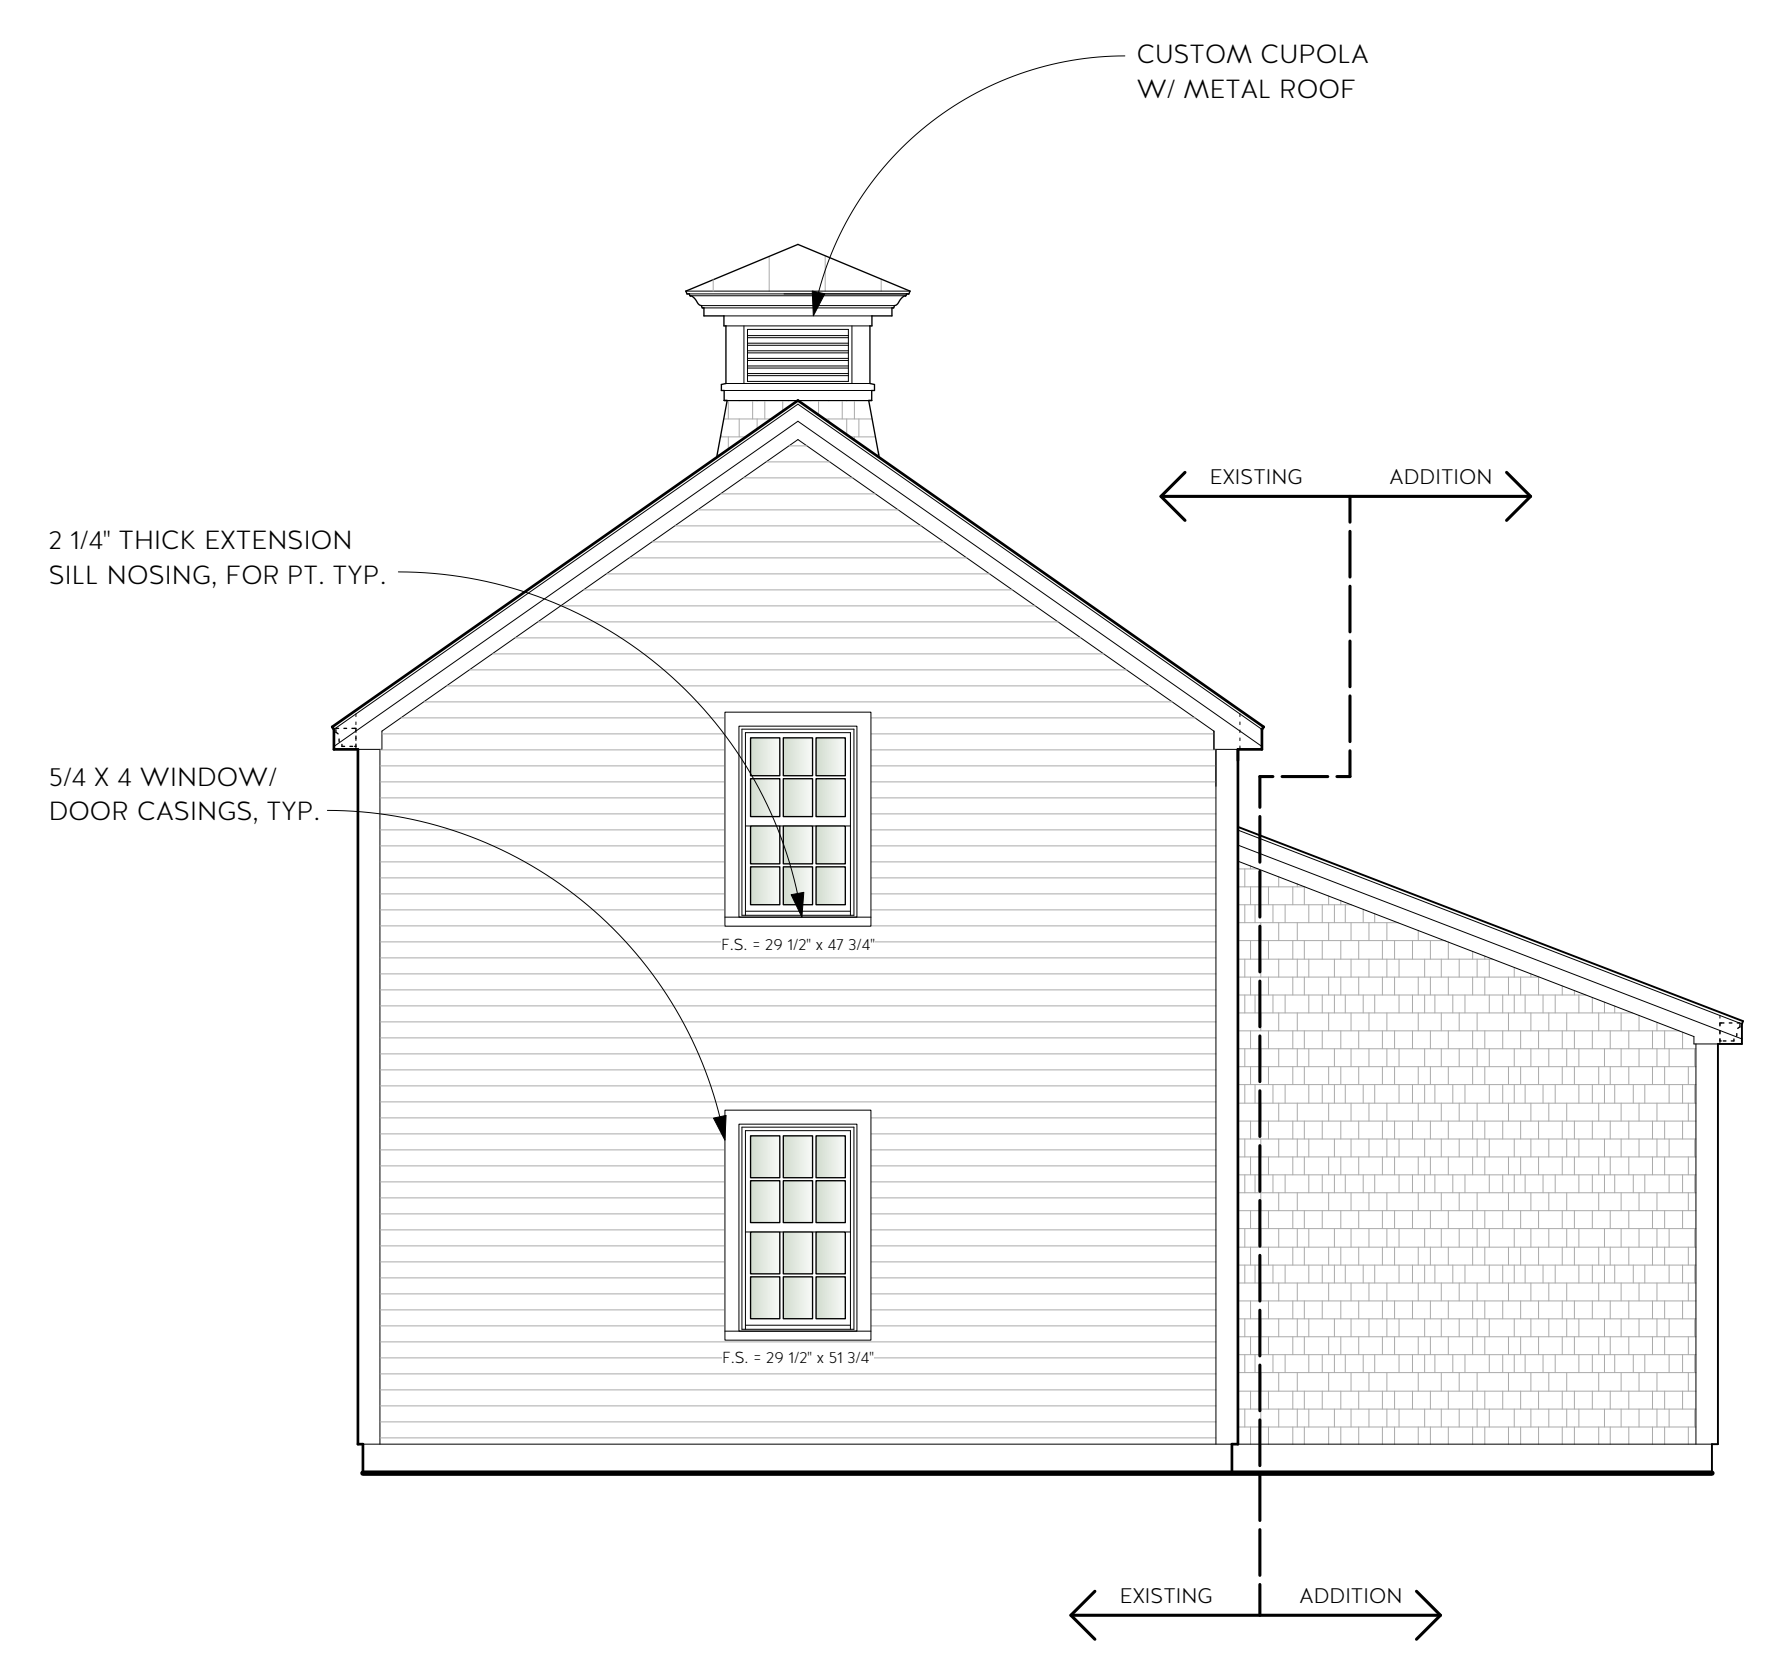 CUSTOM CUPOLA
W/ METAL ROOF
EXISTING
ADDITION
2 1/4" THICK EXTENSION
SILL NOSING, FOR PT. TYP.
5/4 X 4 WINDOW/
DOOR CASINGS, TYP.
F.S. = 29 1/2" x 47 3/4"
F.S. = 29 1/2" x 51 3/4"
EXISTING
ADDITION